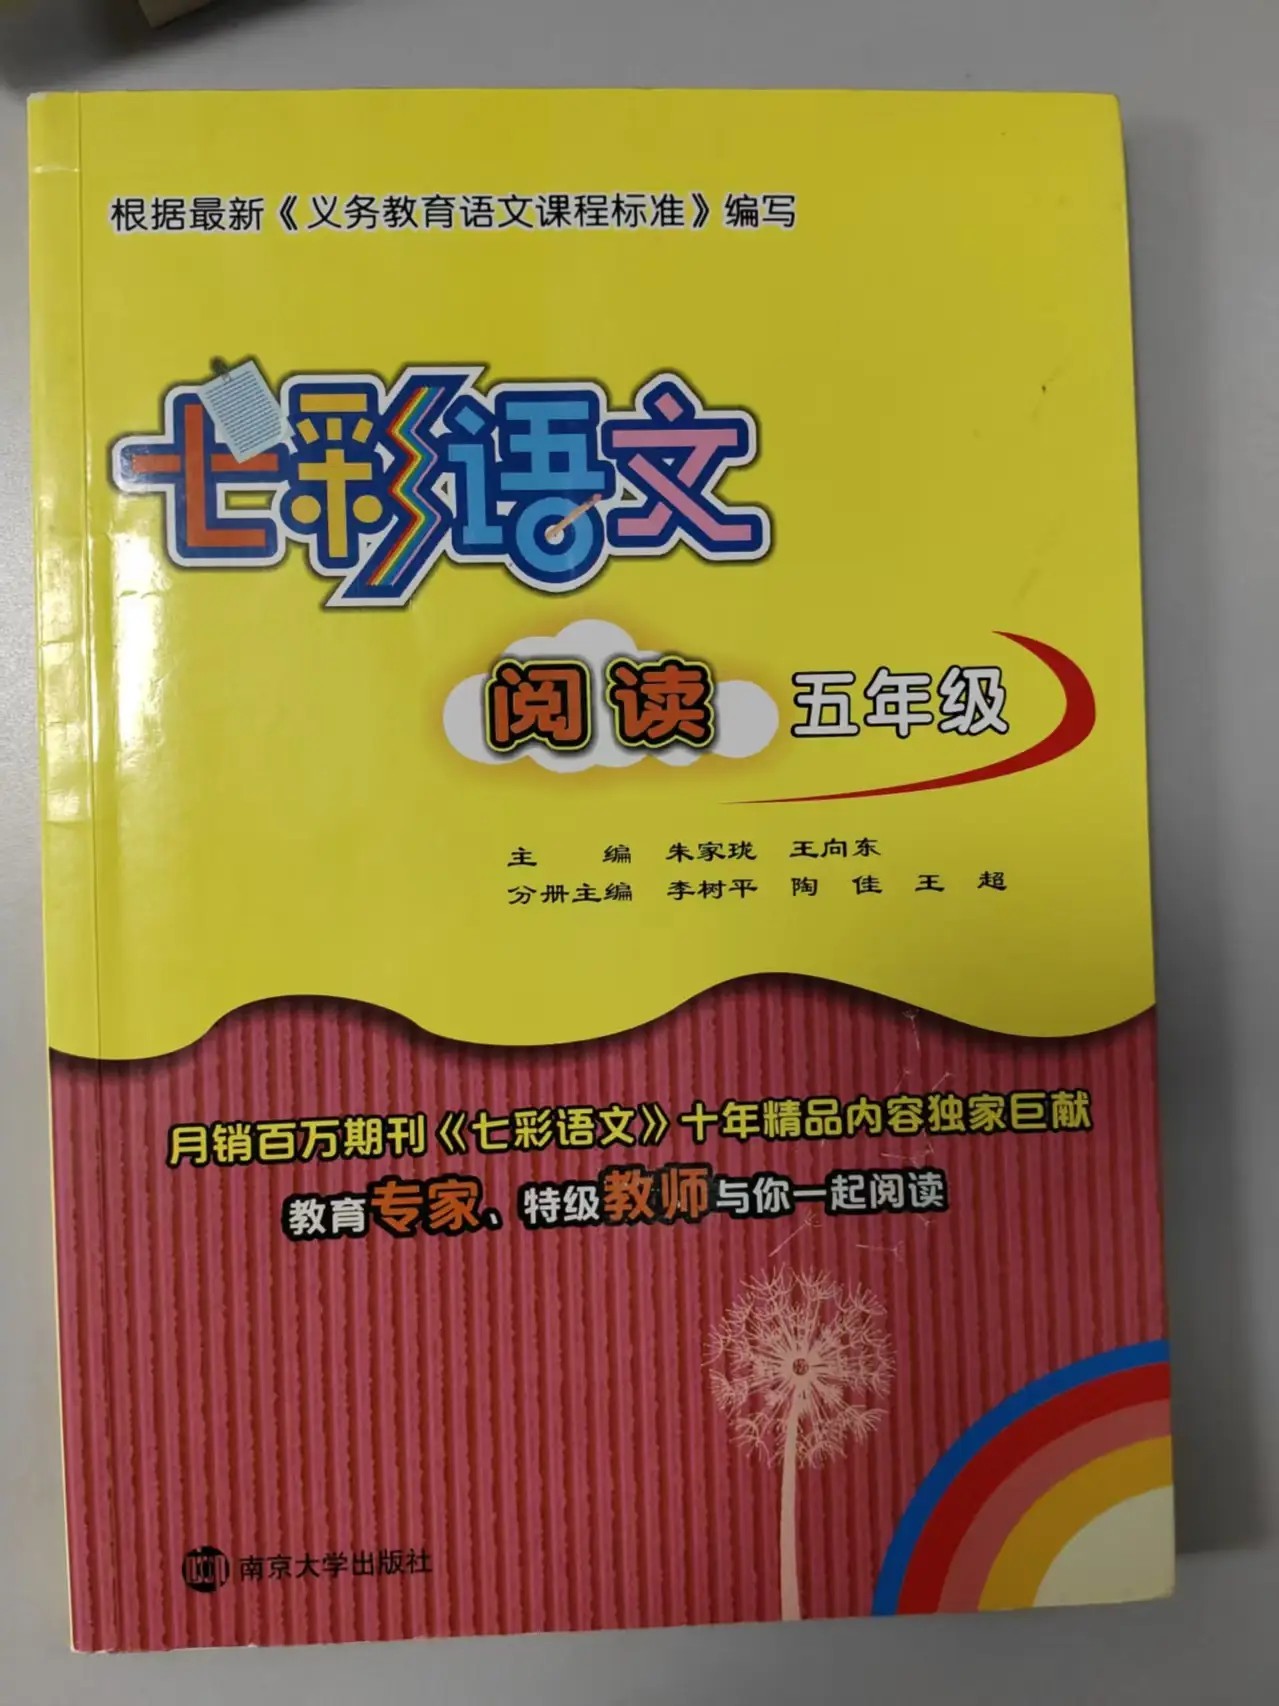 根据最新《义务教育语文课程标准》编写
七彩语文
阅读 五年级
主 编 朱家珑 王向东
分册主编 李树平 陶 佳 王 超
月销百万期刊《七彩语文》十年精品内容独家巨献
教育专家、特级教师与你一起阅读
南京大学出版社